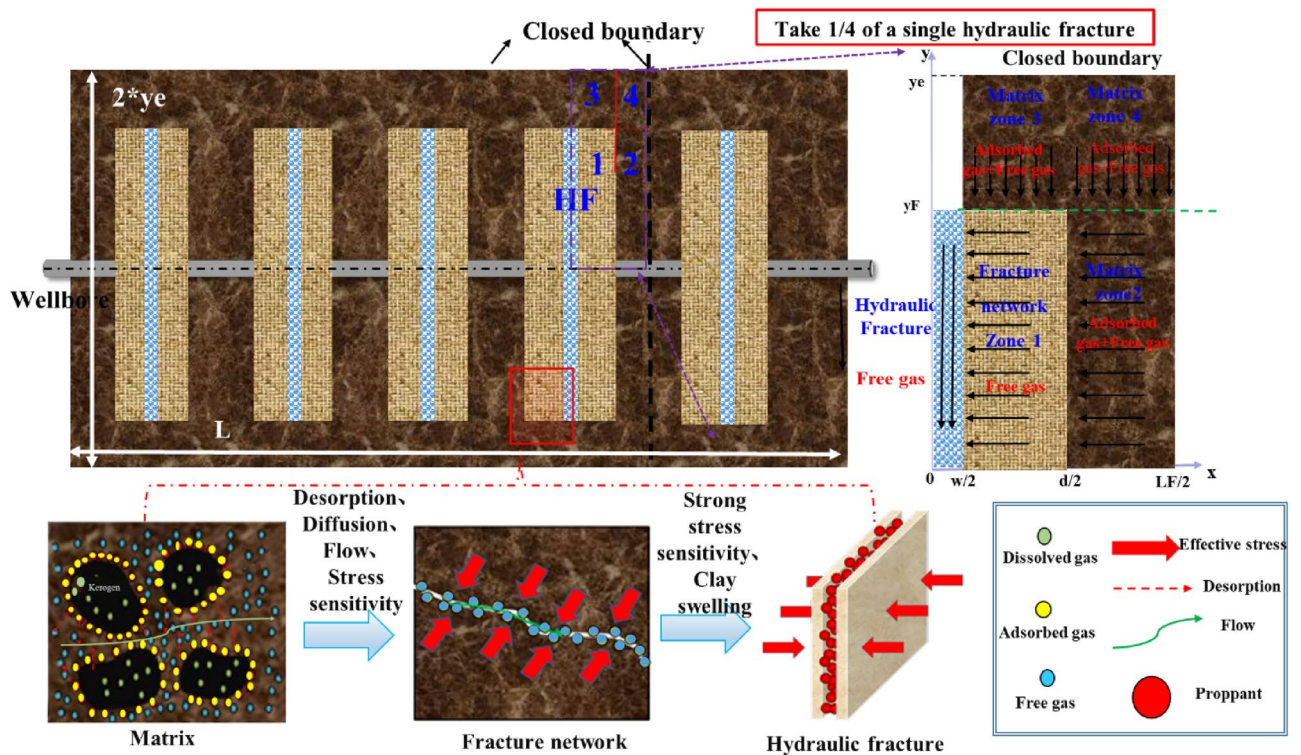 Closed boundary
Take 1/4 of a single hydraulic fracture
2*ye
3
4
1
2
HF
Wellbore
L
y
Closed boundary
ye
Matrix
zone 3
Matrix
zone 4
Adsorbed
gas+Free gas
Adsorbed
gas+Free gas
yF
Hydraulic
Fracture
Free gas
Fracture
network
Zone 1
Free gas
Matrix
zone2
Adsorbed
gas+Free gas
0
w/2
d/2
LF/2
x
Kerogen
Matrix
Desorption、
Diffusion、
Flow、
Stress
sensitivity
Fracture network
Strong
stress
sensitivity、
Clay
swelling
Hydraulic fracture
Dissolved gas
Effective stress
Desorption
Adsorbed gas
Flow
Free gas
Proppant